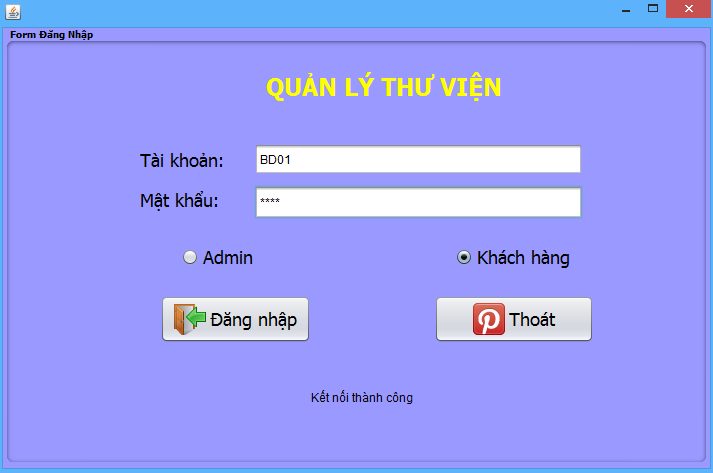 Form Đăng Nhập
QUẢN LÝ THƯ VIỆN
Tài khoản: BD01
Mật khẩu: ****
Admin Khách hàng
Đăng nhập Thoát
Kết nối thành công